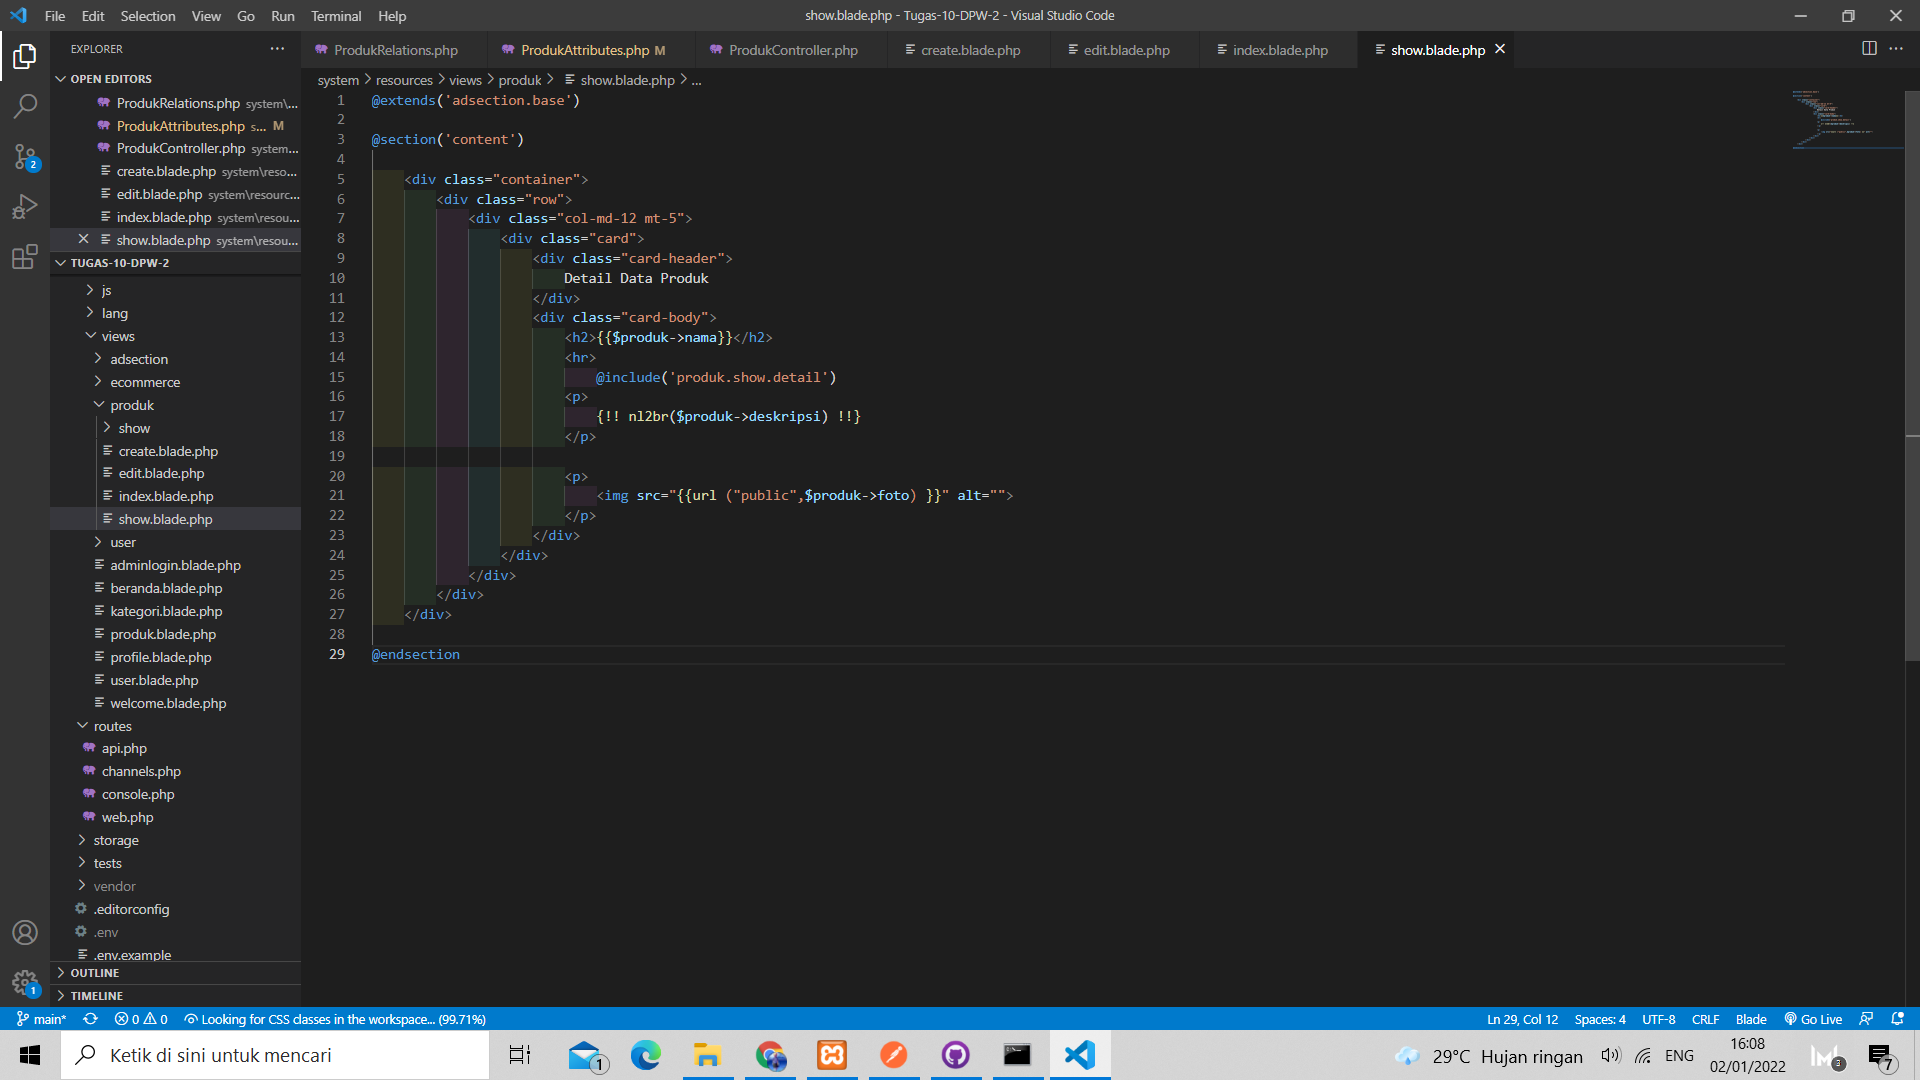 File Edit Selection View Go Run Terminal Help
show.blade.php - Tugas-10-DPW-2 - Visual Studio Code
EXPLORER
OPEN EDITORS
ProdukRelations.php system\...
ProdukAttributes.php s... M
ProdukController.php system...
create.blade.php system\reso...
edit.blade.php system\resourc...
index.blade.php system\resou...
show.blade.php system\resou...
TUGAS-10-DPW-2
js
lang
views
adsection
ecommerce
produk
show
create.blade.php
edit.blade.php
index.blade.php
show.blade.php
user
adminlogin.blade.php
beranda.blade.php
kategori.blade.php
produk.blade.php
profile.blade.php
user.blade.php
welcome.blade.php
routes
api.php
channels.php
console.php
web.php
storage
tests
vendor
.editorconfig
.env
.env.example
OUTLINE
TIMELINE
2
1
ProdukRelations.php ProdukAttributes.php M ProdukController.php create.blade.php edit.blade.php index.blade.php show.blade.php
system > resources > views > produk > show.blade.php > ...
1 @extends('adsection.base')
2
3 @section('content')
4
5 <div class="container">
6 <div class="row">
7 <div class="col-md-12 mt-5">
8 <div class="card">
9 <div class="card-header">
10 Detail Data Produk
11 </div>
12 <div class="card-body">
13 <h2>{{$produk->nama}}</h2>
14 <hr>
15 @include('produk.show.detail')
16 <p>
17 {!! nl2br($produk->deskripsi) !!}
18 </p>
19
20 <p>
21 <img src="{{url ("public",$produk->foto) }}" alt="">
22 </p>
23 </div>
24 </div>
25 </div>
26 </div>
27 </div>
28
29 @endsection
main* 0 0 Looking for CSS classes in the workspace... (99.71%)
Ln 29, Col 12 Spaces: 4 UTF-8 CRLF Blade Go Live
Ketik di sini untuk mencari
1
29°C Hujan ringan ENG
16:08
02/01/2022
3
7